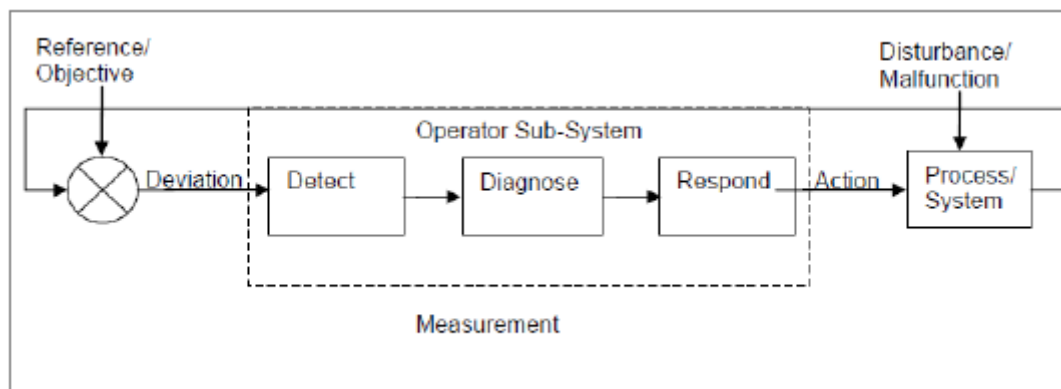 Reference/
Objective
Disturbance/
Malfunction
Operator Sub-System
Deviation
Detect
Diagnose
Respond
Action
Process/
System
Measurement